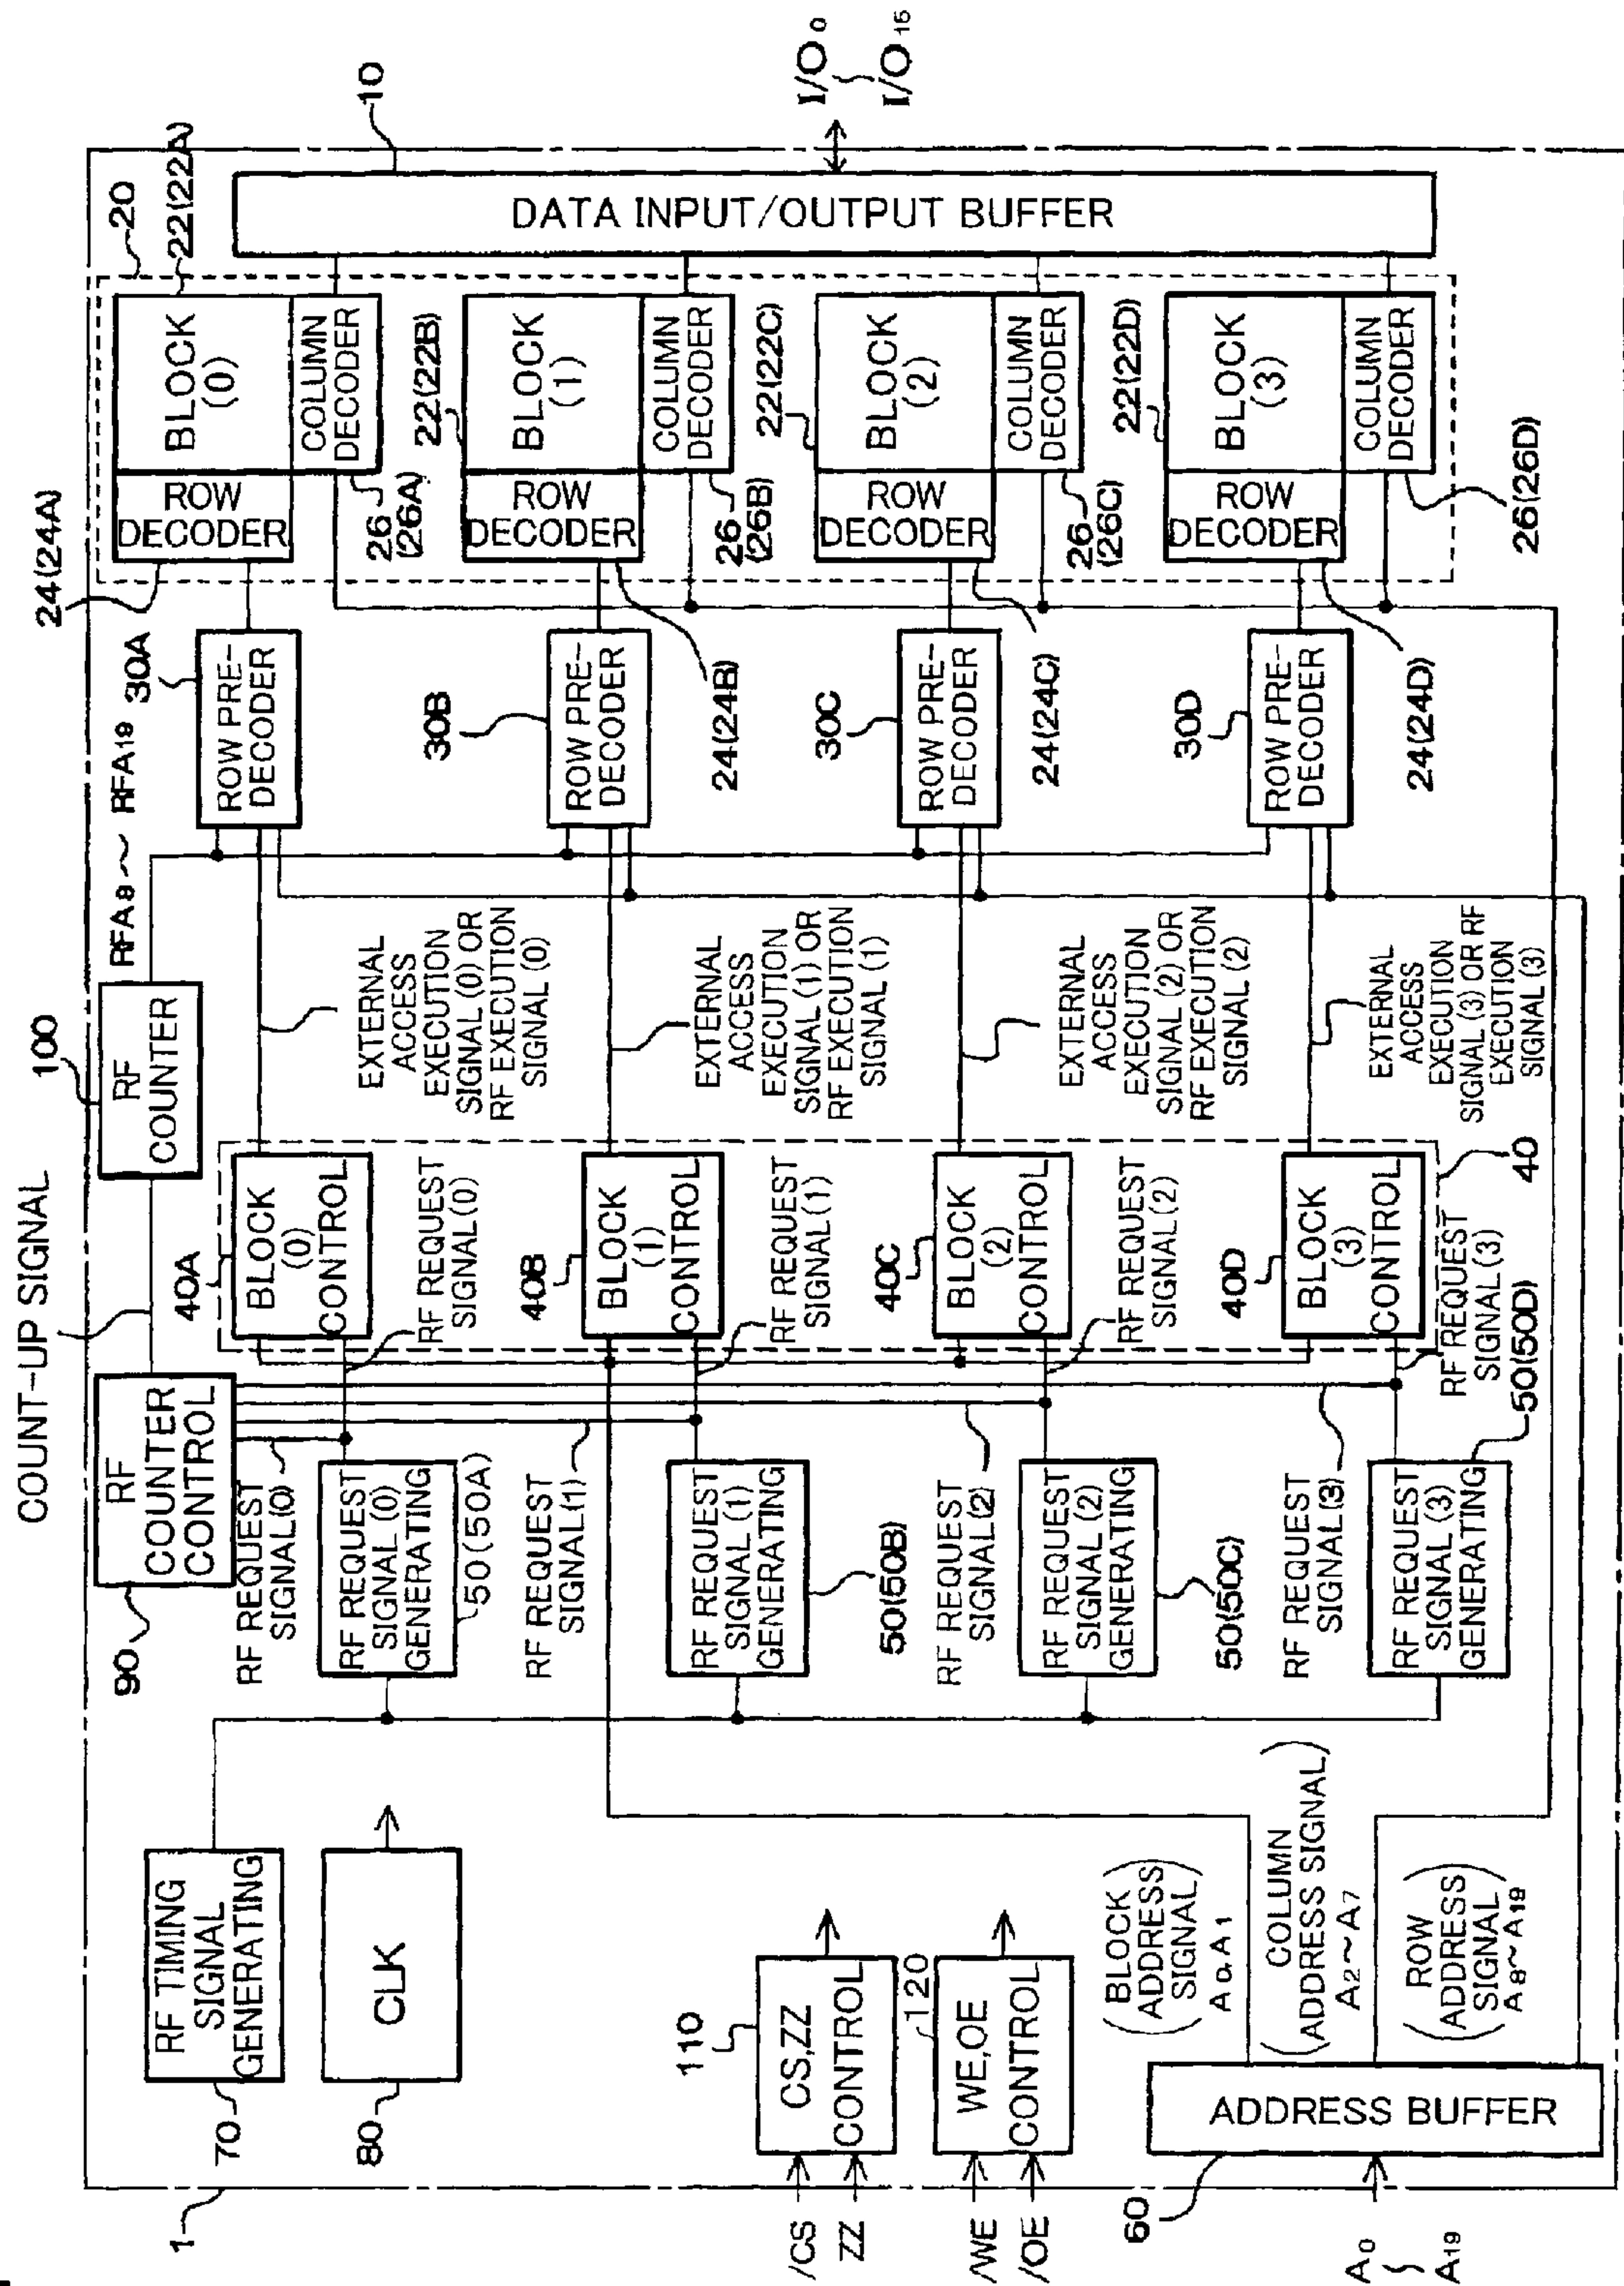 COUNT-UP SIGNAL
90
RF
COUNTER
CONTROL
100
RF
COUNTER
RFA8 ~ RFA19
1
70
RF TIMING
SIGNAL
GENERATING
80
CLK
110
CS,ZZ
CONTROL
/CS
ZZ
120
WE,OE
CONTROL
/WE
/OE
60
ADDRESS BUFFER
A0
~
A19
(BLOCK
ADDRESS
SIGNAL)
A0, A1
(COLUMN
ADDRESS SIGNAL)
A2~A7
(ROW
ADDRESS
SIGNAL)
A8~A19
RF REQUEST
SIGNAL(0)
RF REQUEST
SIGNAL (0)
GENERATING
50(50A)
RF REQUEST
SIGNAL(1)
RF REQUEST
SIGNAL (1)
GENERATING
50(50B)
RF REQUEST
SIGNAL(2)
RF REQUEST
SIGNAL (2)
GENERATING
50(50C)
RF REQUEST
SIGNAL(3)
RF REQUEST
SIGNAL (3)
GENERATING
50(50D)
40A
BLOCK
(0)
CONTROL
RF REQUEST
SIGNAL(0)
40B
BLOCK
(1)
CONTROL
RF REQUEST
SIGNAL(1)
40C
BLOCK
(2)
CONTROL
RF REQUEST
SIGNAL(2)
40D
BLOCK
(3)
CONTROL
RF REQUEST
SIGNAL(3)
40
EXTERNAL
ACCESS
EXECUTION
SIGNAL (0) OR
RF EXECUTION
SIGNAL (0)
EXTERNAL
ACCESS
EXECUTION
SIGNAL (1) OR
RF EXECUTION
SIGNAL (1)
EXTERNAL
ACCESS
EXECUTION
SIGNAL (2) OR
RF EXECUTION
SIGNAL (2)
EXTERNAL
ACCESS
EXECUTION
SIGNAL (3) OR RF
EXECUTION
SIGNAL (3)
30A
ROW PRE-
DECODER
30B
ROW PRE-
DECODER
30C
ROW PRE-
DECODER
30D
ROW PRE-
DECODER
24(24A)
ROW
DECODER
BLOCK
(0)
COLUMN
DECODER
26
(26A)
20
22(22A)
24(24B)
ROW
DECODER
22(22B)
BLOCK
(1)
COLUMN
DECODER
26
(26B)
24(24C)
ROW
DECODER
22(22C)
BLOCK
(2)
COLUMN
DECODER
26
(26C)
24(24D)
ROW
DECODER
22(22D)
BLOCK
(3)
COLUMN
DECODER
26(26D)
10
DATA INPUT/OUTPUT BUFFER
I/O0
~
I/O15